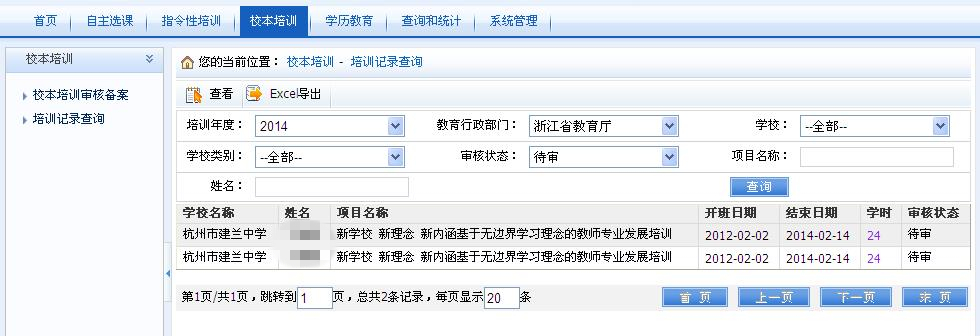 首页 自主选课 指令性培训 校本培训 学历教育 查询和统计 系统管理
校本培训
校本培训审核备案
培训记录查询
您的当前位置： 校本培训 - 培训记录查询
查看 Excel导出
培训年度： 2014 教育行政部门： 浙江省教育厅 学校： --全部--
学校类别： --全部-- 审核状态： 待审 项目名称：
姓名： 查询
学校名称 姓名 项目名称 开班日期 结束日期 学时 审核状态
杭州市建兰中学 新学校 新理念 新内涵基于无边界学习理念的教师专业发展培训 2012-02-02 2014-02-14 24 待审
杭州市建兰中学 新学校 新理念 新内涵基于无边界学习理念的教师专业发展培训 2012-02-02 2014-02-14 24 待审
第1页/共1页，跳转到 1 页，总共2条记录，每页显示 20 条 首 页 上一页 下一页 末 页